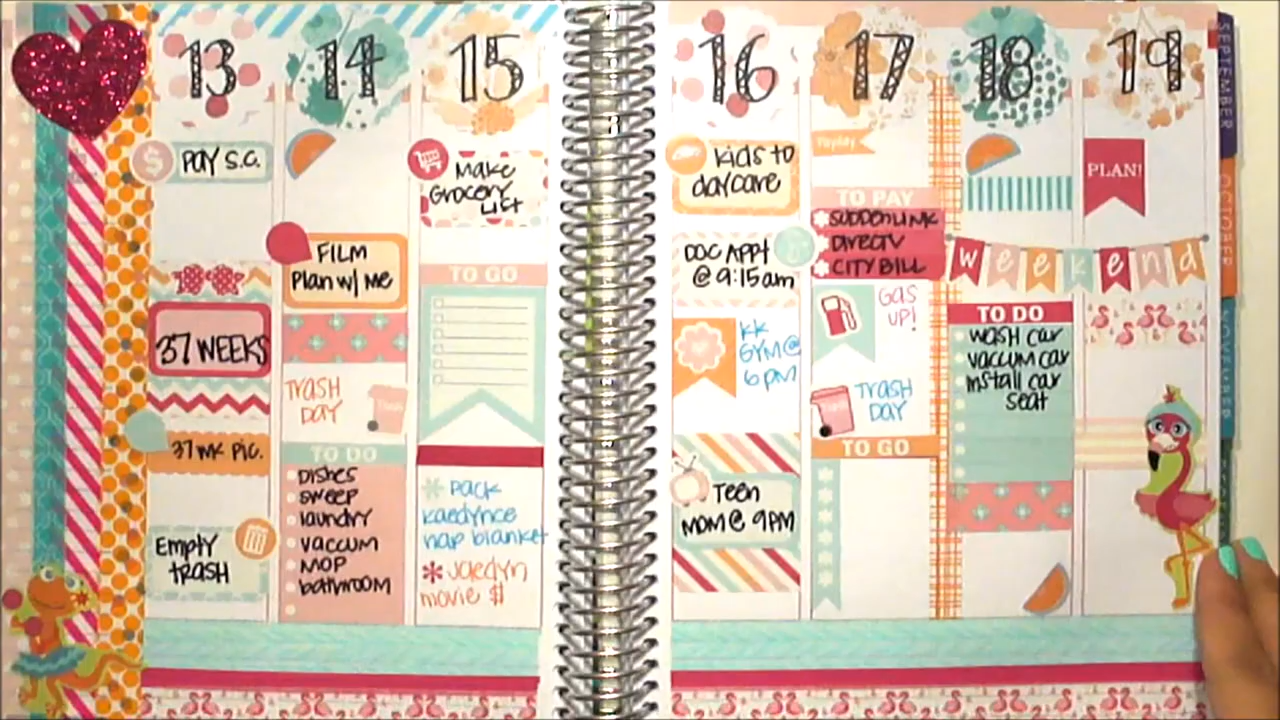 13
PAY S.C.
37 WEEKS
37 WK PIC.
EMPTY
TRASH
14
FILM
Plan w/ Me
TRASH
DAY
TO DO
DISHES
SWEEP
laundry
VACCUM
MOP
bathroom
15
Make
Grocery
List
TO GO
PACK
kaedynce
nap blanket
Jaedyn
movie $
16
kids to
daycare
DOC APPt
@ 9:15am
KK
GYM @
6 pm
Teen
MOM @ 9PM
17
Payday
TO PAY
SUDDENLINK
DIRECTV
CITY BILL
GAS
UP!
TRASH
DAY
TO GO
18
weekend
TO DO
WASH CAR
VACCUM CAR
INSTALL CAR
SEAT
19
PLAN!
SEPTEMBER
OCTOBER
NOVEMBER